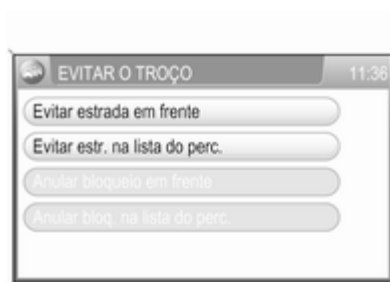 EVITAR O TROÇO 11:36
Evitar estrada em frente
Evitar estr. na lista do perc.
Anular bloqueio em frente
Anular bloq. na lista do perc.